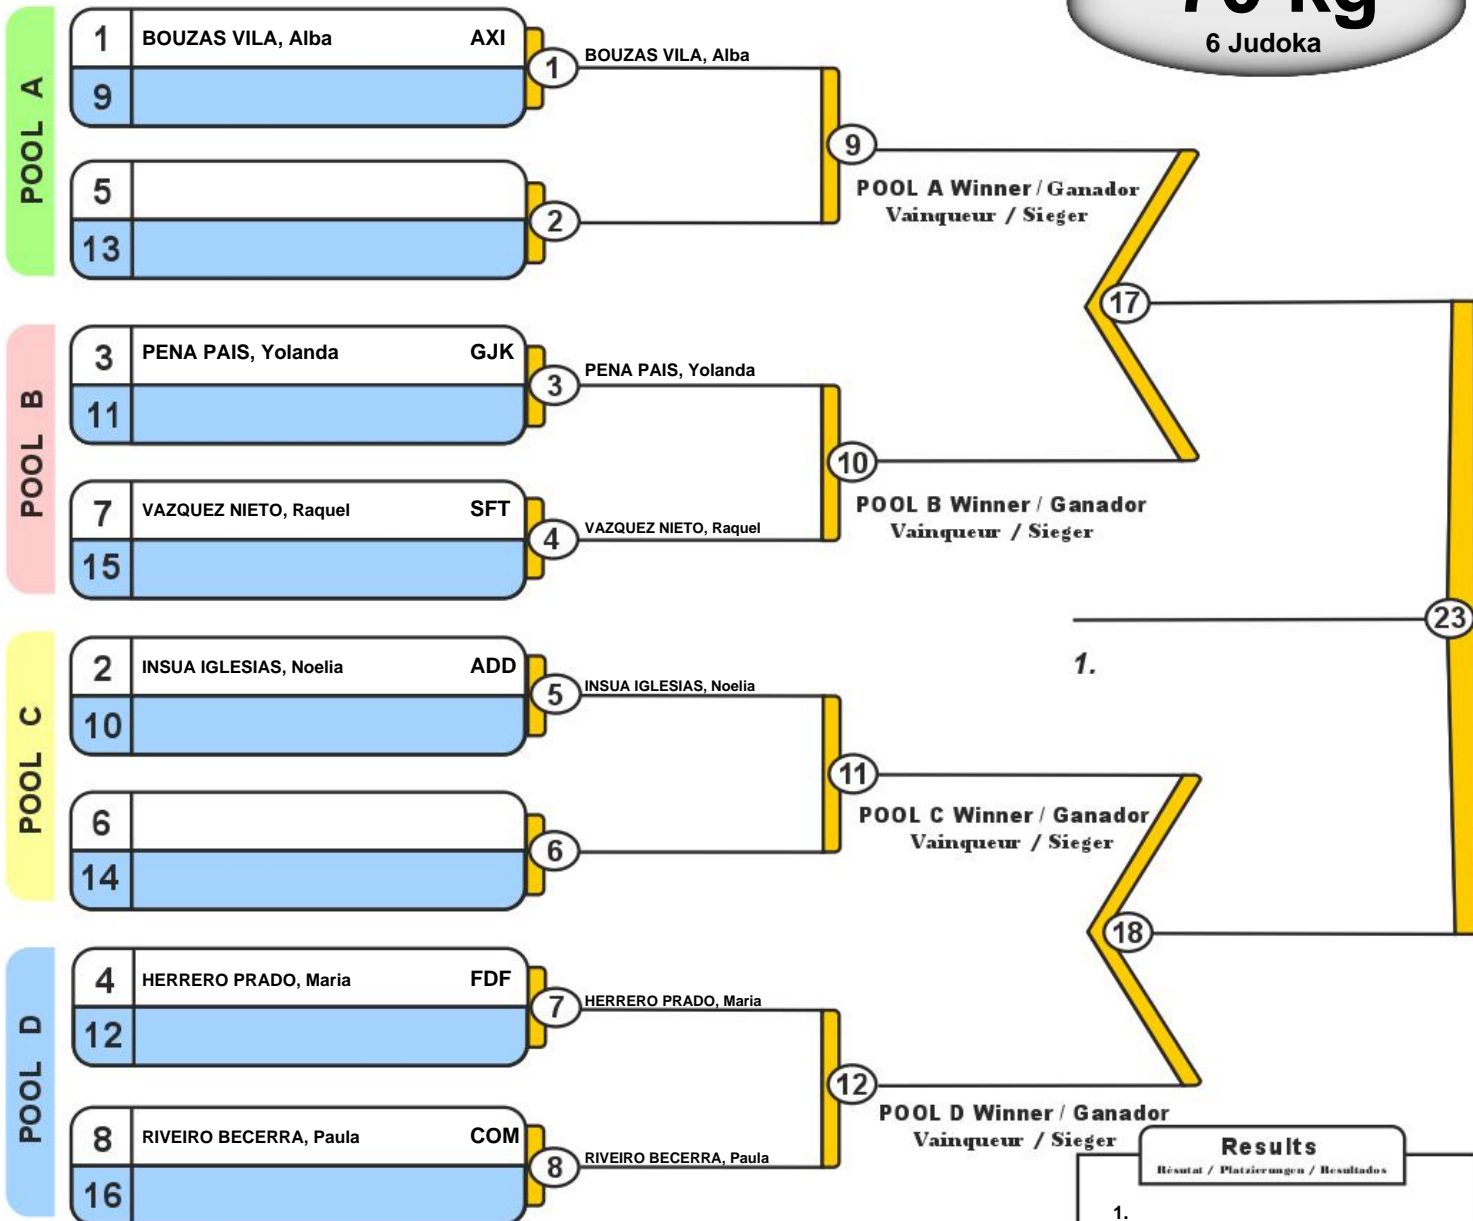 70 kg
6 Judoka
POOL A
1 BOUZAS VILA, Alba AXI
9
1
BOUZAS VILA, Alba
5
13
2
9
POOL A Winner / Ganador
Vainqueur / Sieger
17
POOL B
3 PENA PAIS, Yolanda GJK
11
3
PENA PAIS, Yolanda
7 VAZQUEZ NIETO, Raquel SFT
15
4
VAZQUEZ NIETO, Raquel
10
POOL B Winner / Ganador
Vainqueur / Sieger
23
1.
POOL C
2 INSUA IGLESIAS, Noelia ADD
10
5
INSUA IGLESIAS, Noelia
6
14
6
11
POOL C Winner / Ganador
Vainqueur / Sieger
18
POOL D
4 HERRERO PRADO, Maria FDF
12
7
HERRERO PRADO, Maria
8 RIVEIRO BECERRA, Paula COM
16
8
RIVEIRO BECERRA, Paula
12
POOL D Winner / Ganador
Vainqueur / Sieger
Results
Résutat / Platzierungen / Resultados
1.